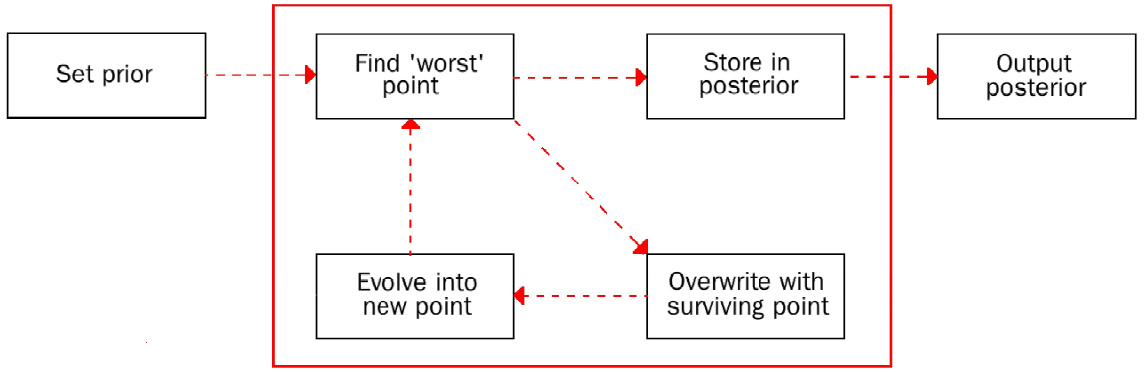 Set prior
Find 'worst'
point
Store in
posterior
Output
posterior
Evolve into
new point
Overwrite with
surviving point